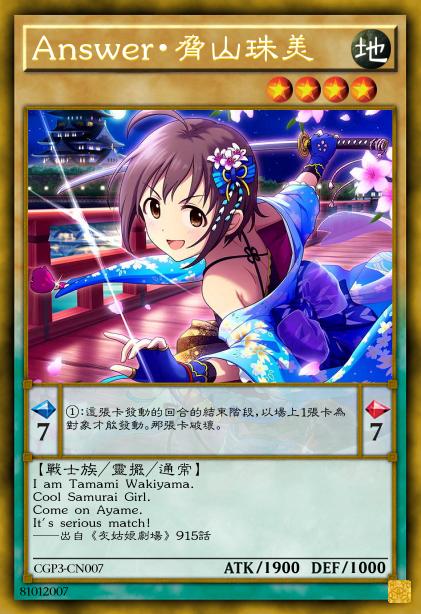 Answer・脅山珠美
地
①:這張卡發動的回合的結束階段,以場上1張卡為
對象才能發動。那張卡破壞。
7
7
【戰士族/靈擺/通常】
I am Tamami Wakiyama.
Cool Samurai Girl.
Come on Ayame.
It's serious match!
——出自《灰姑娘劇場》915話
CGP3-CN007
ATK/1900 DEF/1000
81012007